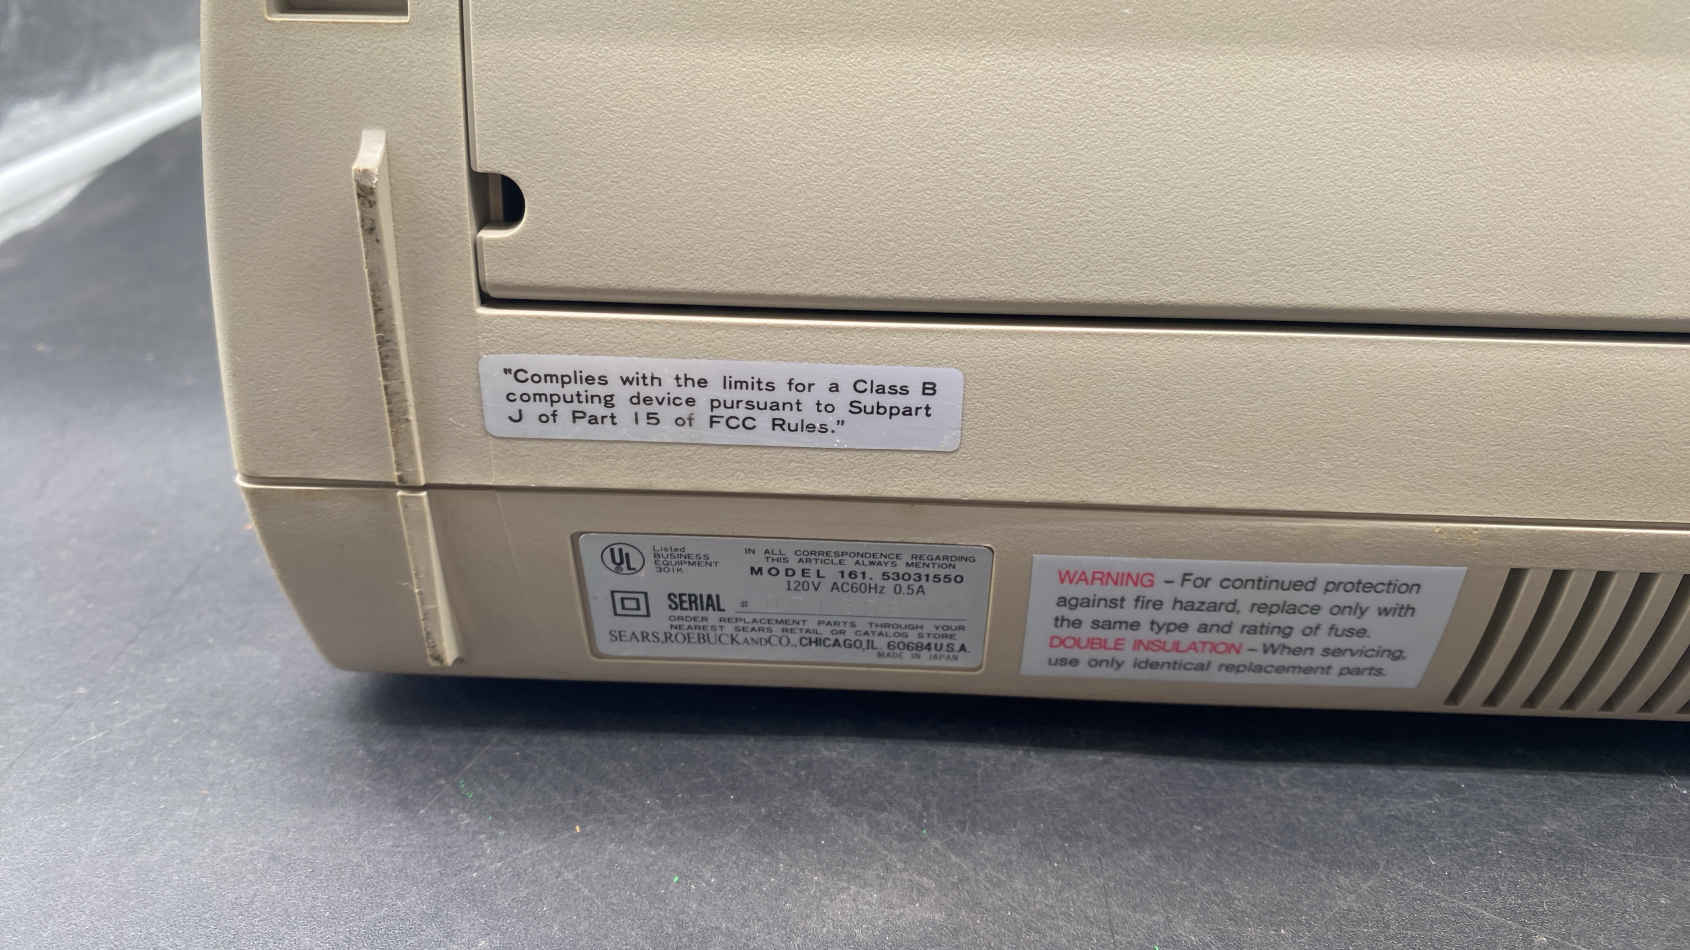 "Complies with the limits for a Class B
computing device pursuant to Subpart
J of Part 15 of FCC Rules."
UL
Listed
BUSINESS
EQUIPMENT
301K
IN ALL CORRESPONDENCE REGARDING
THIS ARTICLE ALWAYS MENTION
MODEL 161. 53031550
120V AC60Hz 0.5A
SERIAL #
ORDER REPLACEMENT PARTS THROUGH YOUR
NEAREST SEARS RETAIL OR CATALOG STORE
SEARS, ROEBUCK AND CO., CHICAGO, IL. 60684 U.S.A.
MADE IN JAPAN
WARNING – For continued protection
against fire hazard, replace only with
the same type and rating of fuse.
DOUBLE INSULATION – When servicing,
use only identical replacement parts.